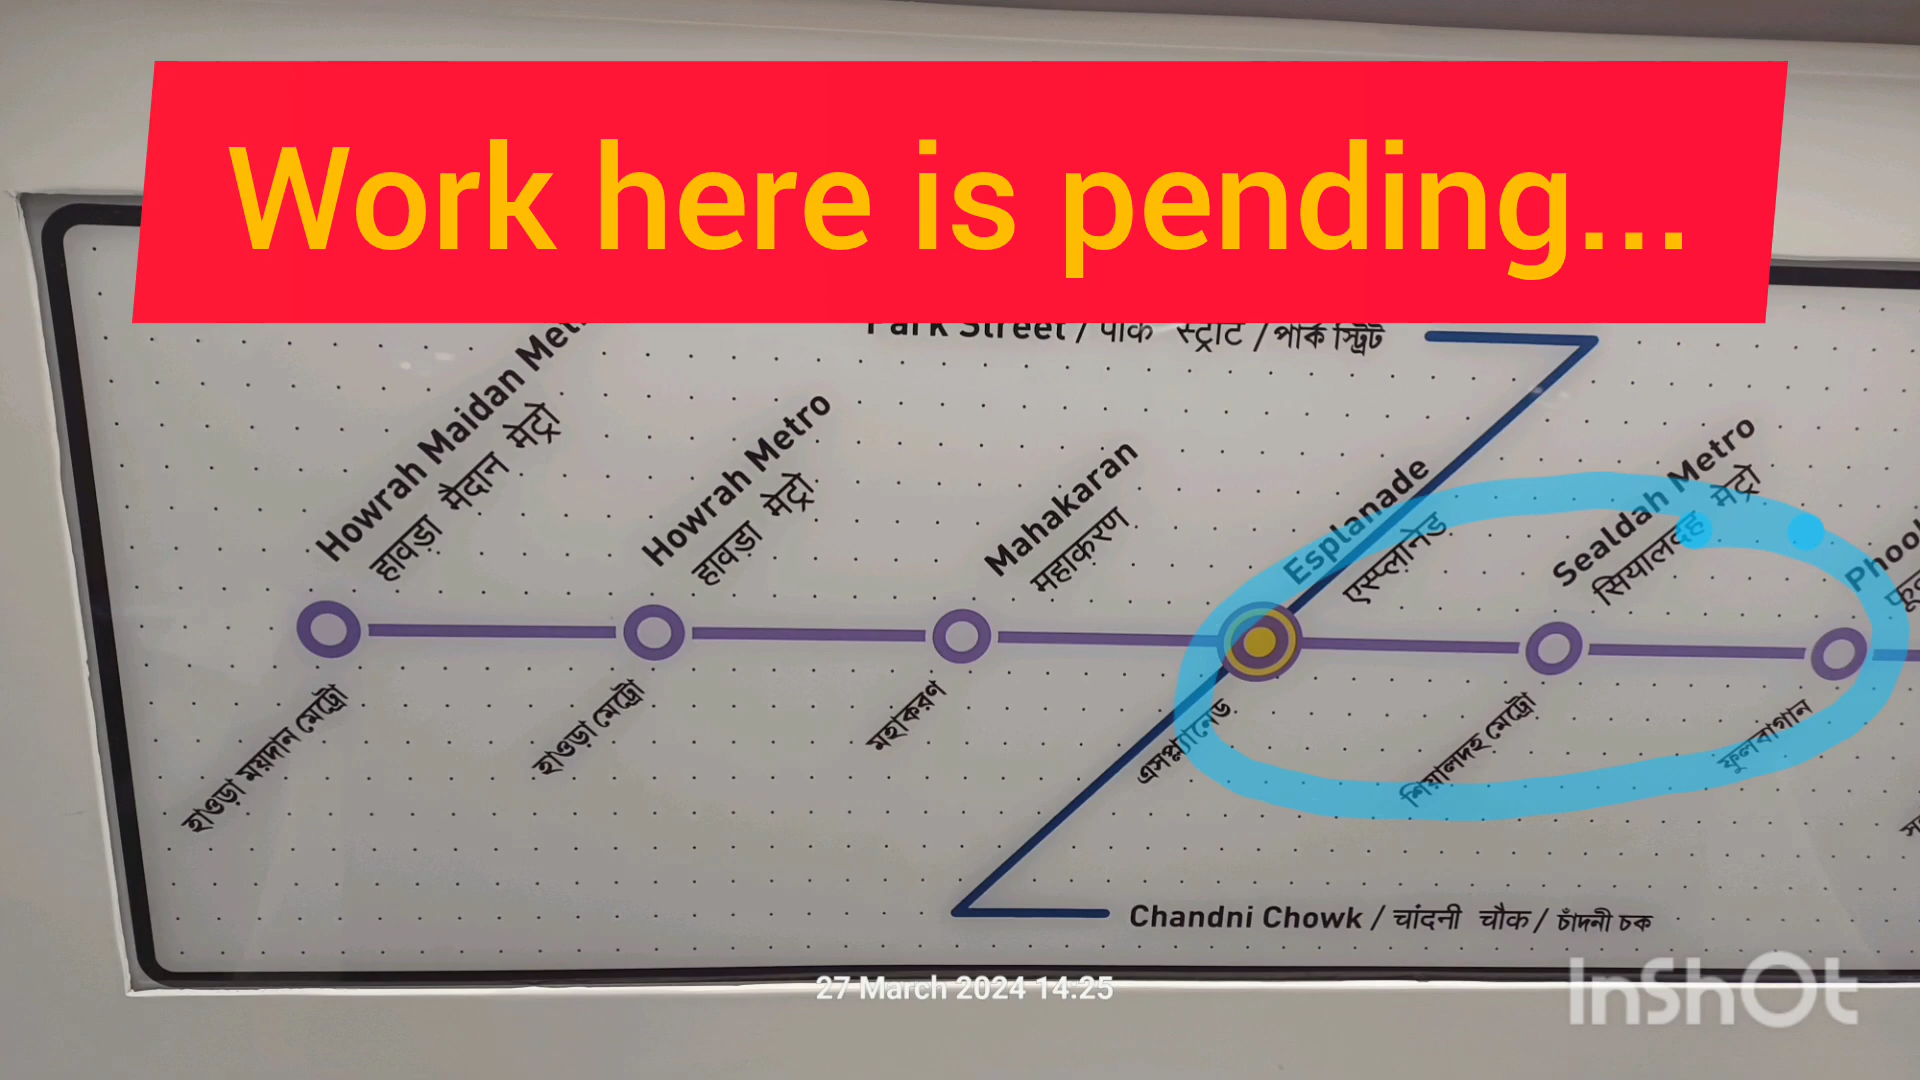 Work here is pending...
Park Street / पार्क स्ट्रीट / পার্ক স্ট্রিট
Howrah Maidan
हावड़ा मैदान मेट्रो
হাওড়া ময়দান মেট্রো
Howrah Metro
हावड़ा मेट्रो
হাওড়া মেট্রো
Mahakaran
महाकरण
মহাকরণ
Esplanade
एस्प्लानेड
এসপ্ল্যানেড
Sealdah Metro
सियालदह मेट्रो
শিয়ালদহ মেট্রো
ফুলবাগান
Chandni Chowk / चांदनी चौक / চাঁদনী চক
27 March 2024 14:25
InShOt